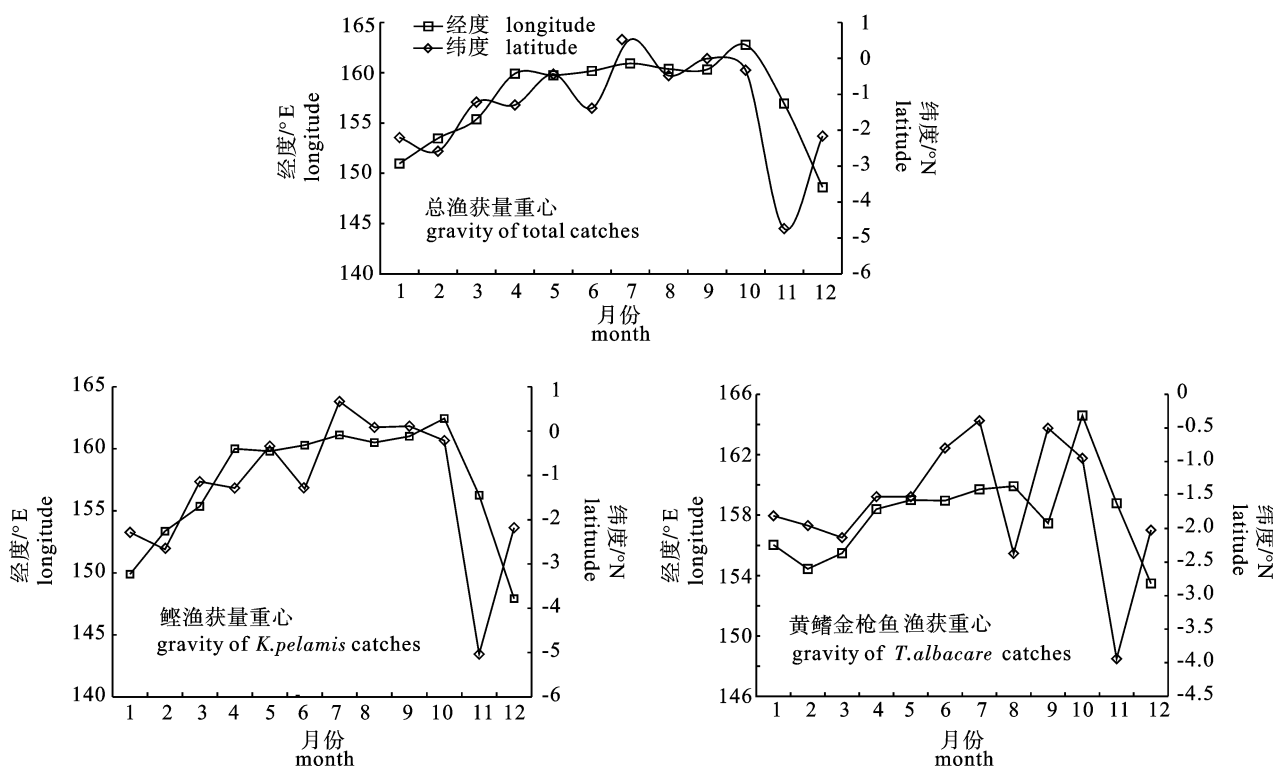 经度 longitude
纬度 latitude
165
160
155
150
145
140
经度/°E
longitude
1
0
-1
-2
-3
-4
-5
-6
纬度/°N
latitude
总渔获量重心
gravity of total catches
1 2 3 4 5 6 7 8 9 10 11 12
月份
month
165
160
155
150
145
140
经度/°E
longitude
1
0
-1
-2
-3
-4
-5
-6
纬度/°N
latituude
鲣渔获量重心
gravity of K.pelamis catches
1 2 3 4 5 6 7 8 9 10 11 12
月份
month
166
162
158
154
150
146
经度/°E
longitude
0
-0.5
-1.0
-1.5
-2.0
-2.5
-3.0
-3.5
-4.0
-4.5
纬度/°N
latitude
黄鳍金枪鱼 渔获重心
gravity of T.albacare catches
1 2 3 4 5 6 7 8 9 10 11 12
月份
month